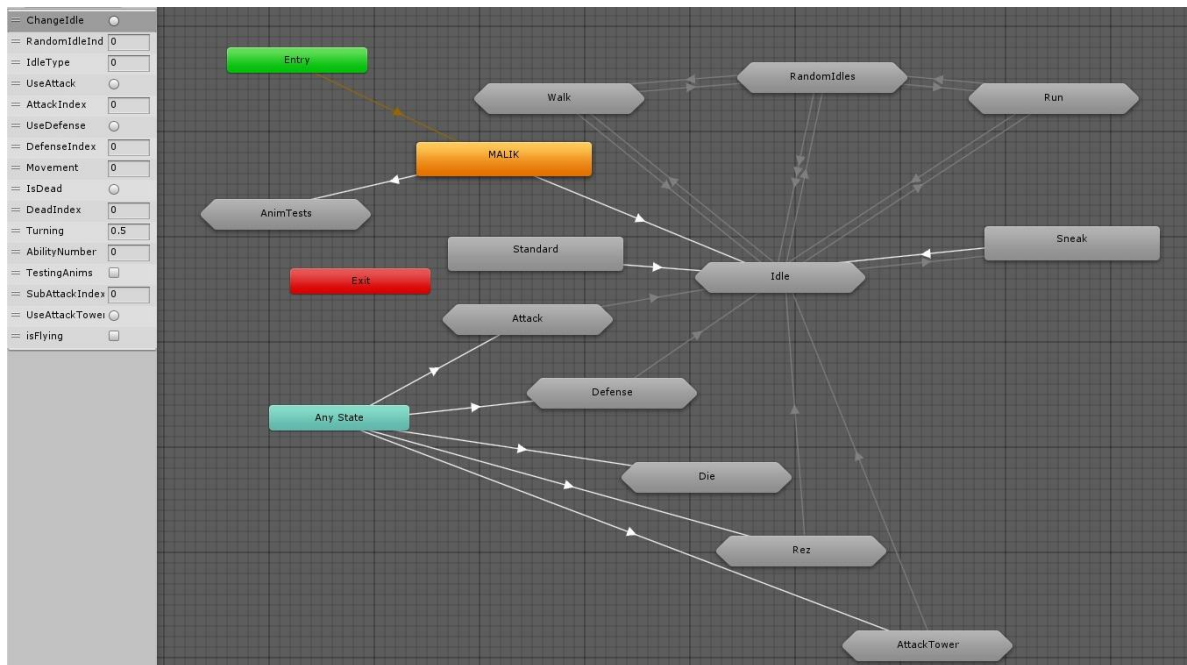 ChangeIdle
RandomIdleInd 0
IdleType 0
UseAttack
AttackIndex 0
UseDefense
DefenseIndex 0
Movement 0
IsDead
DeadIndex 0
Turning 0.5
AbilityNumber 0
TestingAnims
SubAttackIndex 0
UseAttackTower
isFlying
Entry
RandomIdles
Walk
Run
MALIK
AnimTests
Sneak
Standard
Idle
Exit
Attack
Defense
Any State
Die
Rez
AttackTower